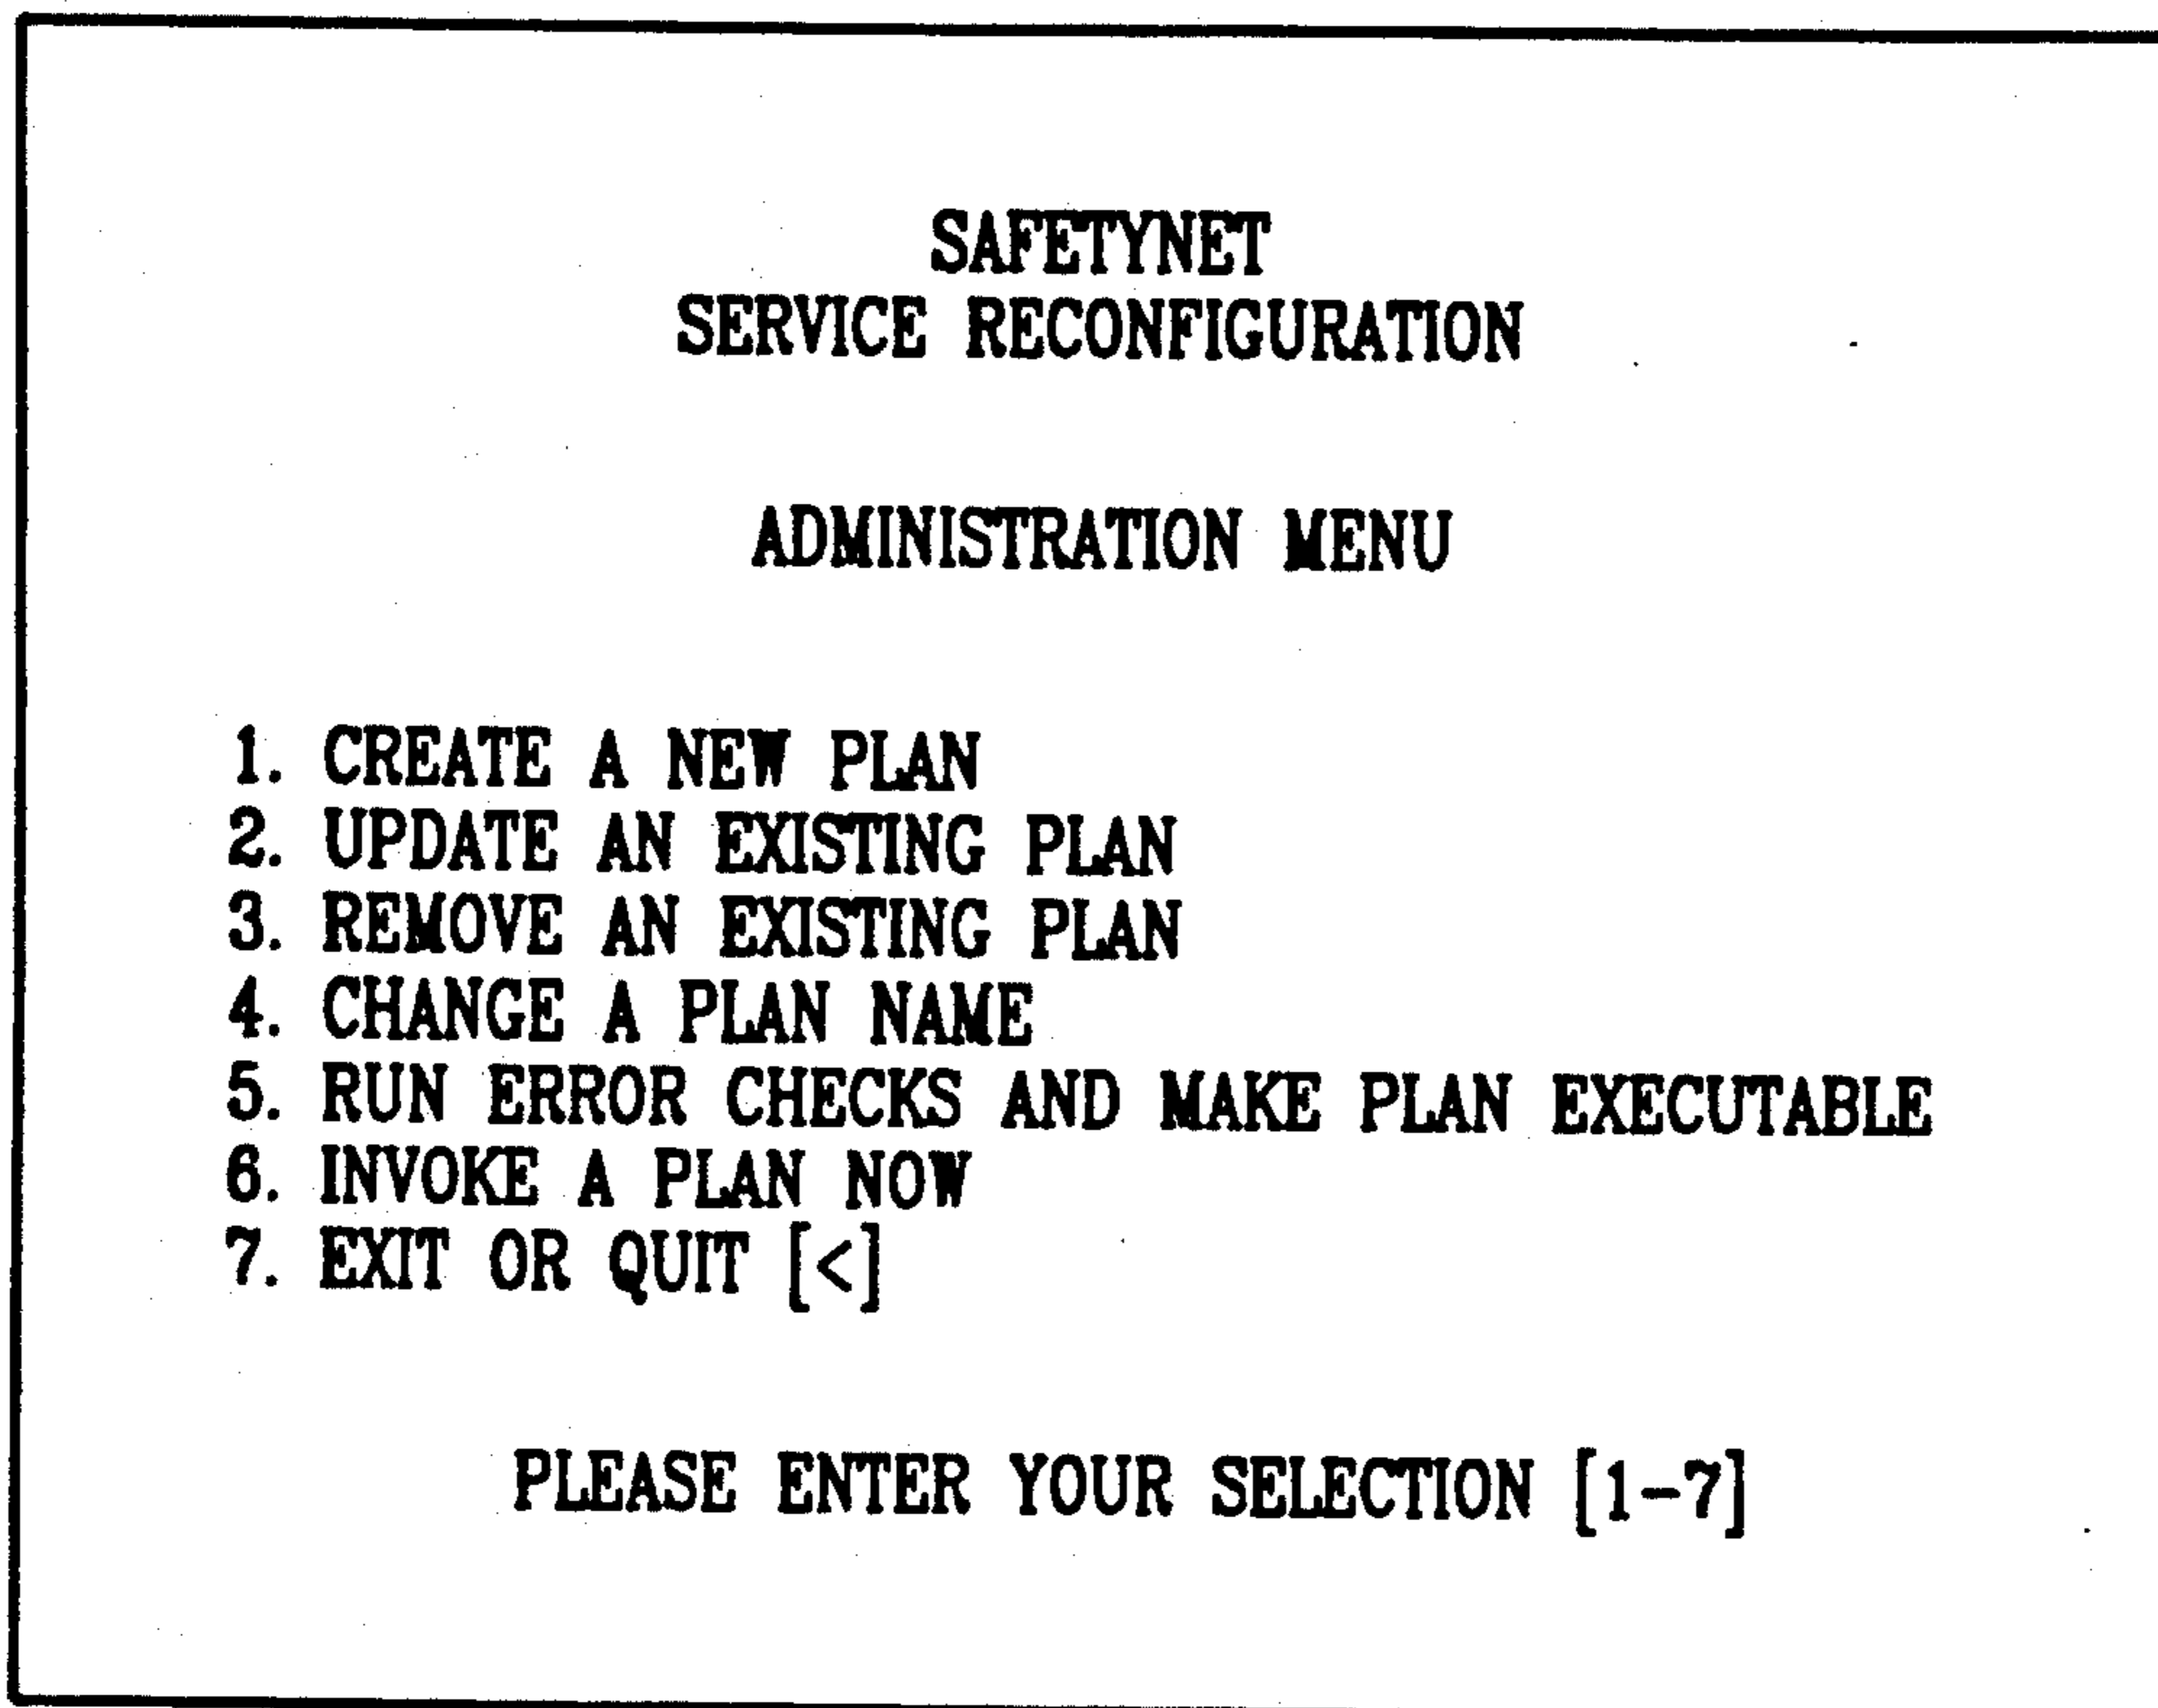 SAFETYNET
SERVICE RECONFIGURATION
ADMINISTRATION MENU
1. CREATE A NEW PLAN
2. UPDATE AN EXISTING PLAN
3. REMOVE AN EXISTING PLAN
4. CHANGE A PLAN NAME
5. RUN ERROR CHECKS AND MAKE PLAN EXECUTABLE
6. INVOKE A PLAN NOW
7. EXIT OR QUIT [<]
PLEASE ENTER YOUR SELECTION [1-7]